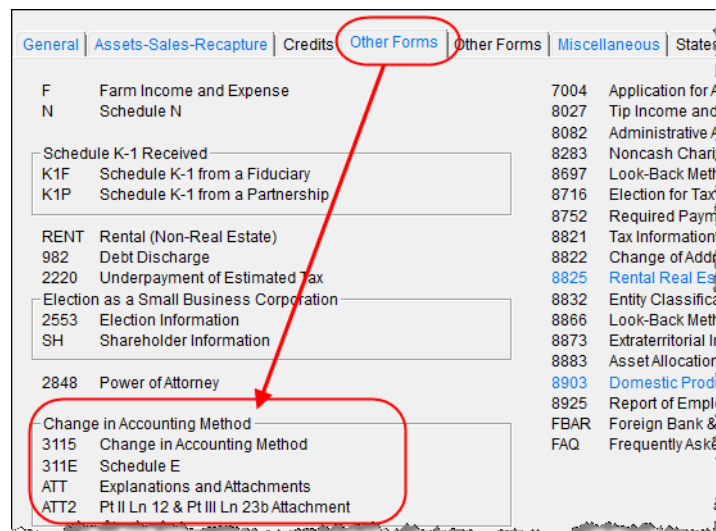 General Assets-Sales-Recapture Credits Other Forms Other Forms Miscellaneous States
F Farm Income and Expense
N Schedule N
Schedule K-1 Received
K1F Schedule K-1 from a Fiduciary
K1P Schedule K-1 from a Partnership
RENT Rental (Non-Real Estate)
982 Debt Discharge
2220 Underpayment of Estimated Tax
Election as a Small Business Corporation
2553 Election Information
SH Shareholder Information
2848 Power of Attorney
Change in Accounting Method
3115 Change in Accounting Method
311E Schedule E
ATT Explanations and Attachments
ATT2 Pt II Ln 12 & Pt III Ln 23b Attachment
7004 Application for
8027 Tip Income and
8082 Administrative
8283 Noncash
8697 Look-Back
8716 Election for Tax
8752 Required
8821 Tax Information
8822 Change of
8825 Rental Real
8832 Entity
8866 Look-Back
8873 Extraterritorial
8883 Asset Allocation
8903 Domestic
8925 Report of
FBAR Foreign Bank &
FAQ Frequently